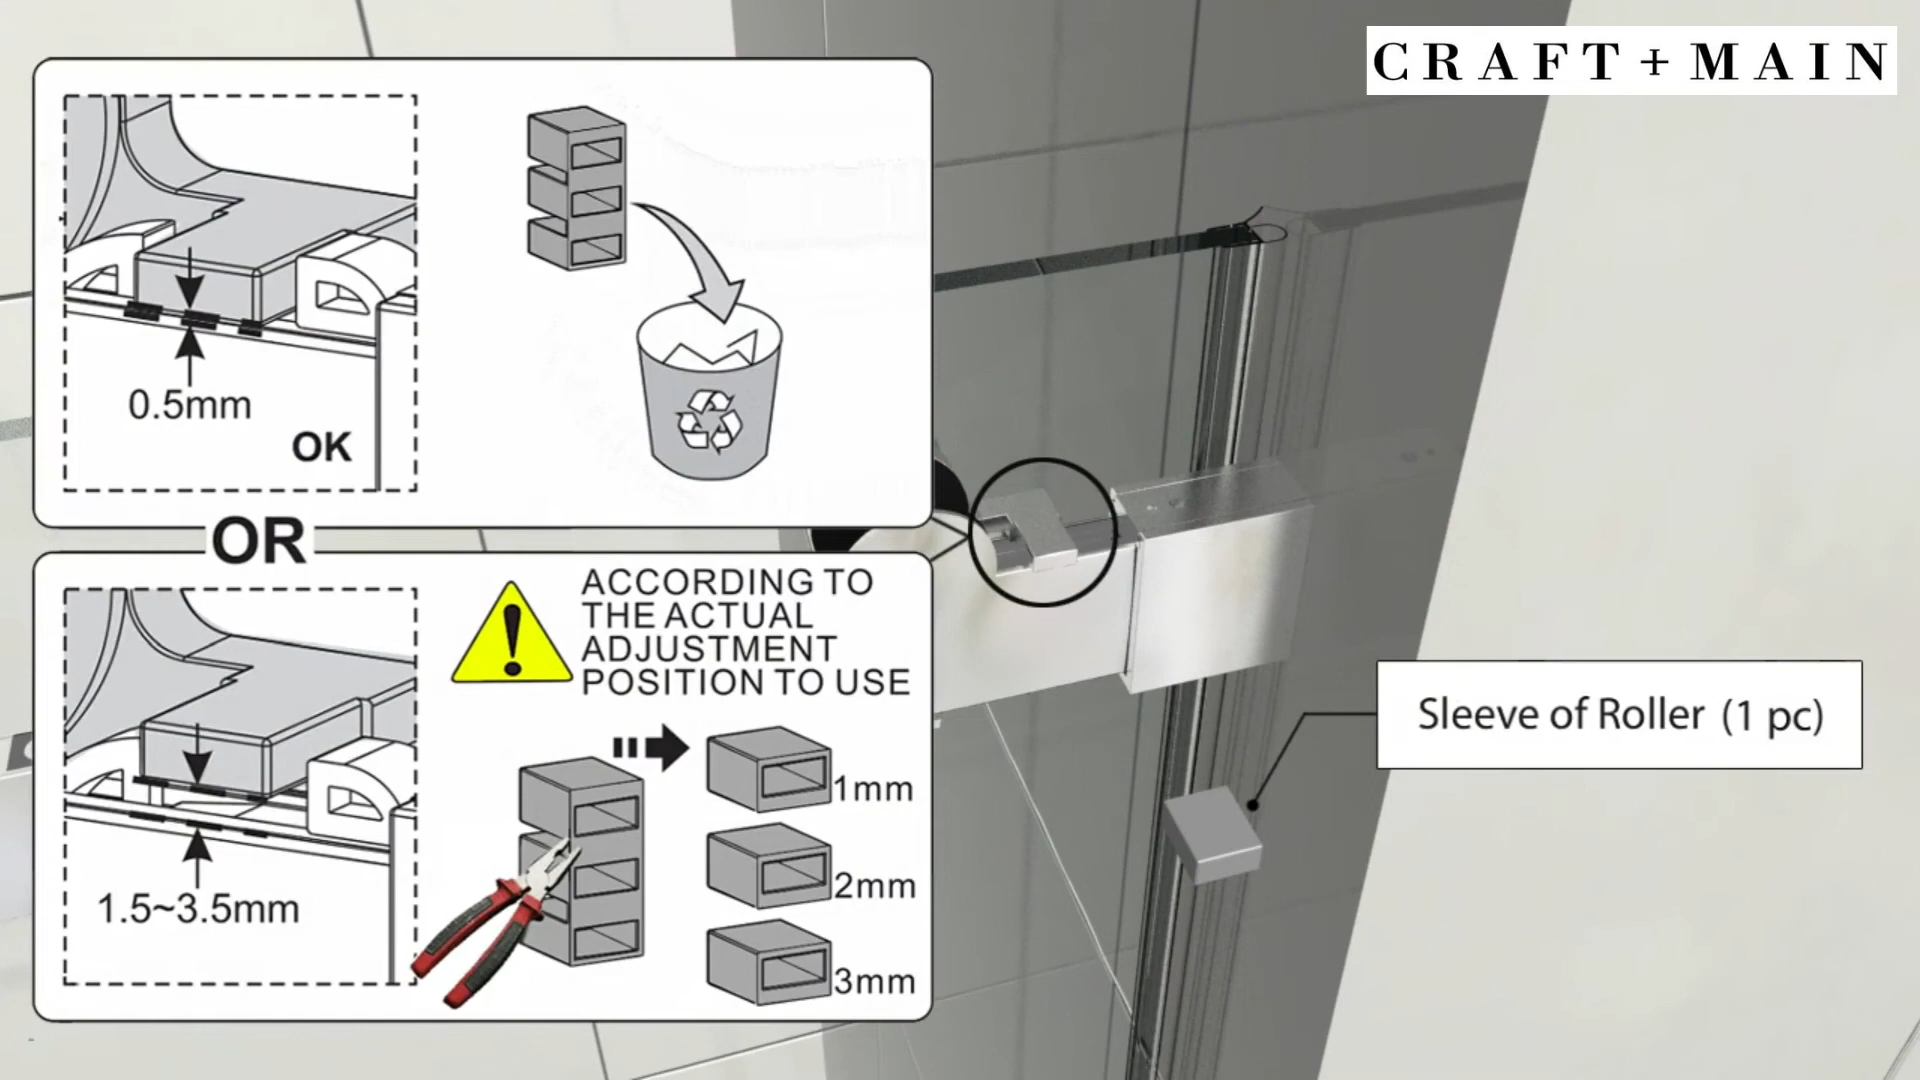 CRAFT + MAIN
0.5mm
OK
OR
ACCORDING TO
THE ACTUAL
ADJUSTMENT
POSITION TO USE
1mm
2mm
3mm
1.5~3.5mm
Sleeve of Roller (1 pc)